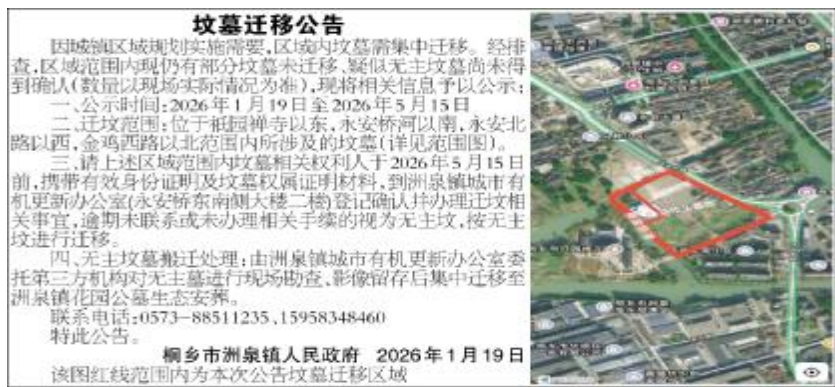 坟墓迁移公告
因城镇区域规划实施需要,区域内坟墓需集中迁移。经排
查,区域范围内现仍有部分坟墓未迁移、疑似无主坟墓尚未得
到确认(数量以现场实际情况为准),现将相关信息予以公示:
一、公示时间:2026年1月19日至2026年5月15日
二、迁坟范围:位于祇园禅寺以东,永安桥河以南,永安北
路以西,金鸡西路以北范围内所涉及的坟墓(详见范围图)。
三、请上述区域范围内坟墓相关权利人于2026年5月15日
前,携带有效身份证明及坟墓权属证明材料,到洲泉镇城市有
机更新办公室(永安桥东南侧大楼二楼)登记确认并办理迁坟相
关事宜,逾期未联系或未办理相关手续的视为无主坟,按无主
坟进行迁移。
四、无主坟墓搬迁处理:由洲泉镇城市有机更新办公室委
托第三方机构对无主墓进行现场勘查、影像留存后集中迁移至
洲泉镇花园公墓生态安葬。
联系电话:0573-88511235,15958348460
特此公告。
桐乡市洲泉镇人民政府 2026年1月19日
该图红线范围内为本次公告坟墓迁移区域